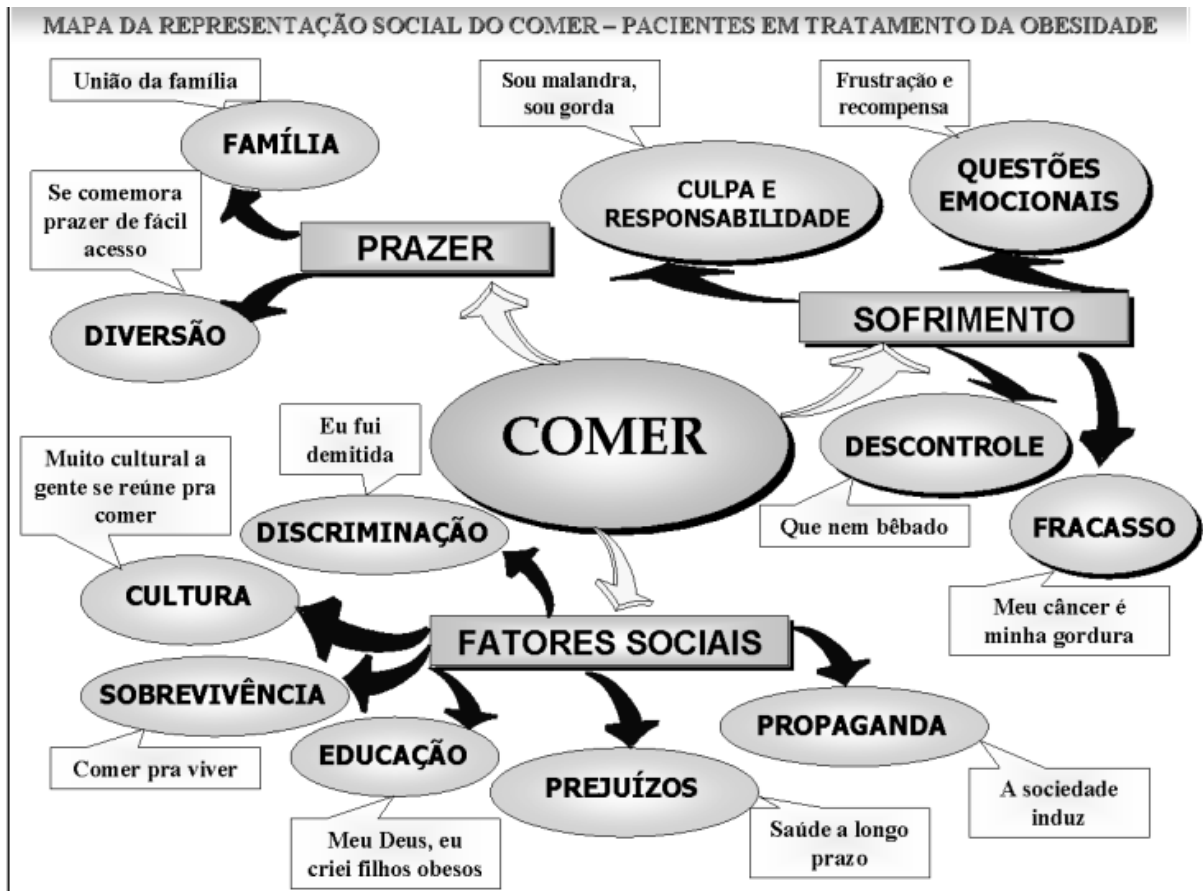 MAPA DA REPRESENTAÇÃO SOCIAL DO COMER – PACIENTES EM TRATAMENTO DA OBESIDADE
União da família
FAMÍLIA
Se comemora
prazer de fácil
acesso
DIVERSÃO
PRAZER
Sou malandra,
sou gorda
CULPA E
RESPONSABILIDADE
Frustração e
recompensa
QUESTÕES
EMOCIONAIS
SOFRIMENTO
COMER
DESCONTROLE
Que nem bêbado
FRACASSO
Meu câncer é
minha gordura
Eu fui
demitida
DISCRIMINAÇÃO
Muito cultural a
gente se reúne pra
comer
CULTURA
FATORES SOCIAIS
SOBREVIVÊNCIA
Comer pra viver
EDUCAÇÃO
Meu Deus, eu
criei filhos obesos
PREJUÍZOS
Saúde a longo
prazo
PROPAGANDA
A sociedade
induz